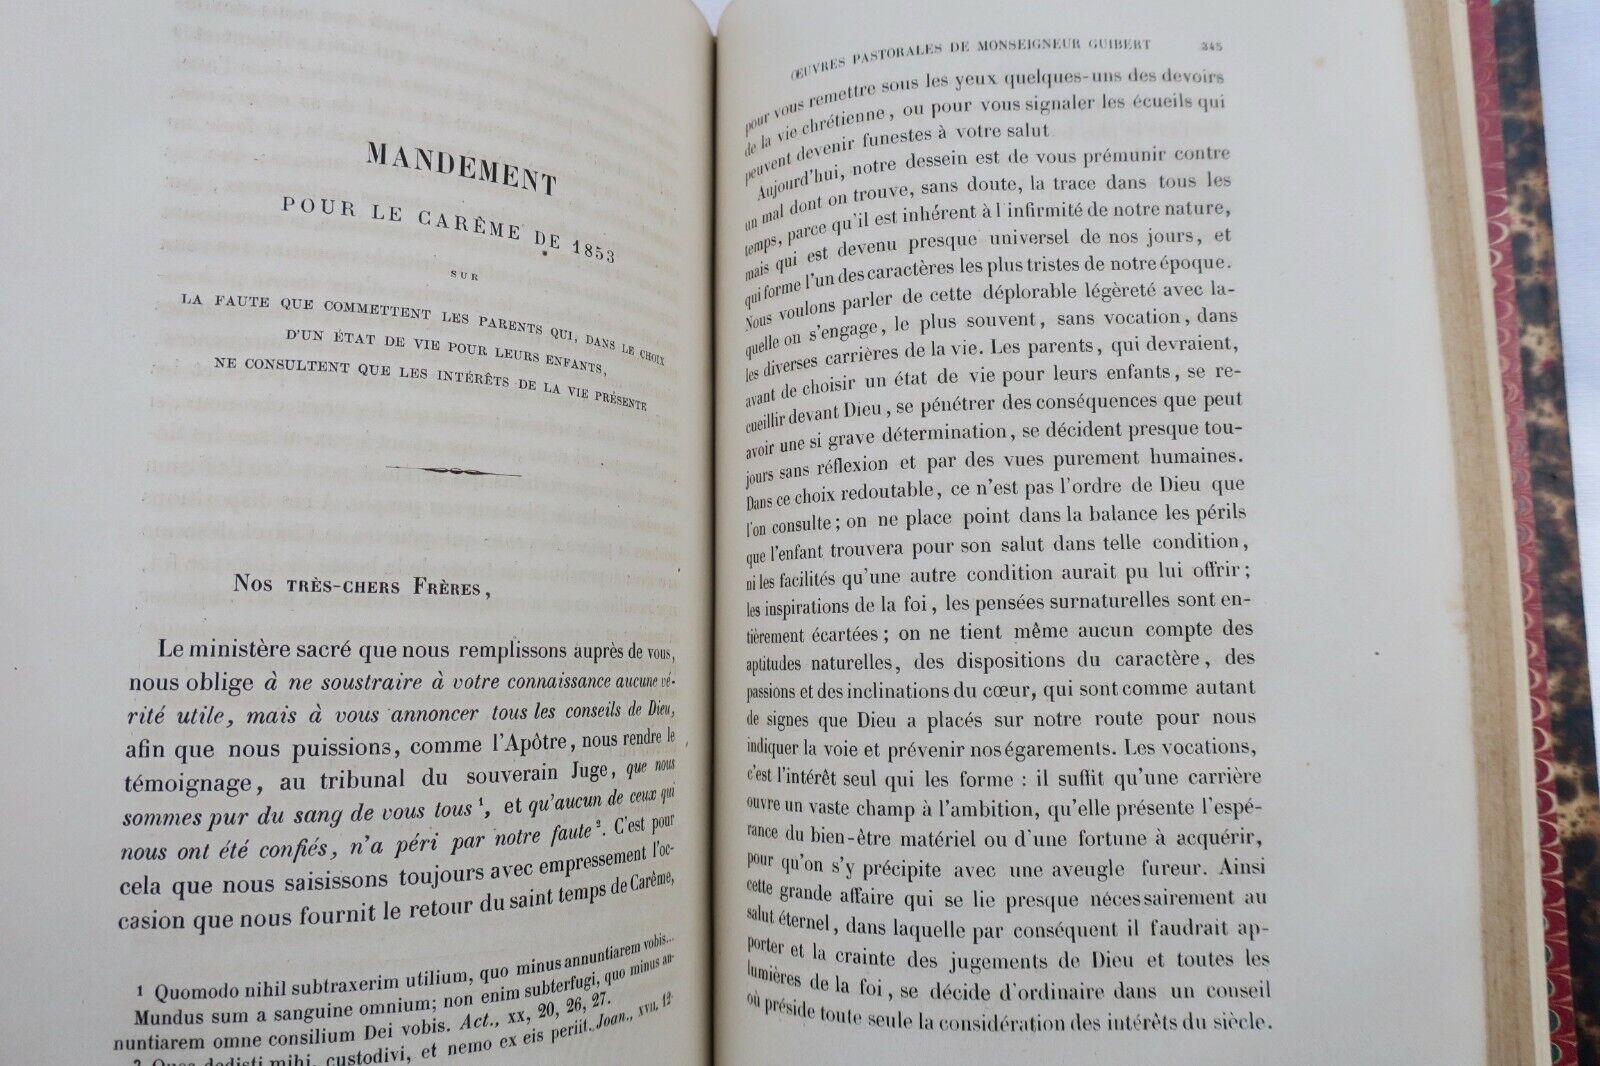 MANDEMENT
POUR LE CARÊME DE 1853
SUR
LA FAUTE QUE COMMETTENT LES PARENTS QUI, DANS LE CHOIX
D'UN ÉTAT DE VIE POUR LEURS ENFANTS,
NE CONSULTENT QUE LES INTÉRÊTS DE LA VIE PRÉSENTE
NOS TRÈS-CHERS FRÈRES,
Le ministère sacré que nous remplissons auprès de vous,
nous oblige à ne soustraire à votre connaissance aucune vé-
rité utile, mais à vous annoncer tous les conseils de Dieu,
afin que nous puissions, comme l'Apôtre, nous rendre le
témoignage, au tribunal du souverain Juge, que nous
sommes pur du sang de vous tous ¹, et qu'aucun de ceux qui
nous ont été confiés, n'a péri par notre faute ². C'est pour
cela que nous saisissons toujours avec empressement l'oc-
casion que nous fournit le retour du saint temps de Carême,
1 Quomodo nihil subtraxerim utilium, quo minus annuntiarem vobis...
Mundus sum a sanguine omnium; non enim subterfugi, quo minus an-
nuntiarem omne consilium Dei vobis. Act., xx, 20, 26, 27.
2 Quos dedisti mihi, custodivi, et nemo ex eis periit. Joan., xvii, 12.
ŒUVRES PASTORALES DE MONSEIGNEUR GUIBERT 345
pour vous remettre sous les yeux quelques-uns des devoirs
de la vie chrétienne, ou pour vous signaler les écueils qui
peuvent devenir funestes à votre salut
Aujourd'hui, notre dessein est de vous prémunir contre
un mal dont on trouve, sans doute, la trace dans tous les
temps, parce qu'il est inhérent à l'infirmité de notre nature,
mais qui est devenu presque universel de nos jours, et
qui forme l'un des caractères les plus tristes de notre époque.
Nous voulons parler de cette déplorable légèreté avec la-
quelle on s'engage, le plus souvent, sans vocation, dans
les diverses carrières de la vie. Les parents, qui devraient,
avant de choisir un état de vie pour leurs enfants, se re-
cueillir devant Dieu, se pénétrer des conséquences que peut
avoir une si grave détermination, se décident presque tou-
jours sans réflexion et par des vues purement humaines.
Dans ce choix redoutable, ce n'est pas l'ordre de Dieu que
l'on consulte; on ne place point dans la balance les périls
que l'enfant trouvera pour son salut dans telle condition,
ni les facilités qu'une autre condition aurait pu lui offrir;
les inspirations de la foi, les pensées surnaturelles sont en-
tièrement écartées; on ne tient même aucun compte des
aptitudes naturelles, des dispositions du caractère, des
passions et des inclinations du cœur, qui sont comme autant
de signes que Dieu a placés sur notre route pour nous
indiquer la voie et prévenir nos égarements. Les vocations,
c'est l'intérêt seul qui les forme : il suffit qu'une carrière
ouvre un vaste champ à l'ambition, qu'elle présente l'espé-
rance du bien-être matériel ou d'une fortune à acquérir,
pour qu'on s'y précipite avec une aveugle fureur. Ainsi
cette grande affaire qui se lie presque nécessairement au
salut éternel, dans laquelle par conséquent il faudrait ap-
porter et la crainte des jugements de Dieu et toutes les
lumières de la foi, se décide d'ordinaire dans un conseil
où préside toute seule la considération des intérêts du siècle.